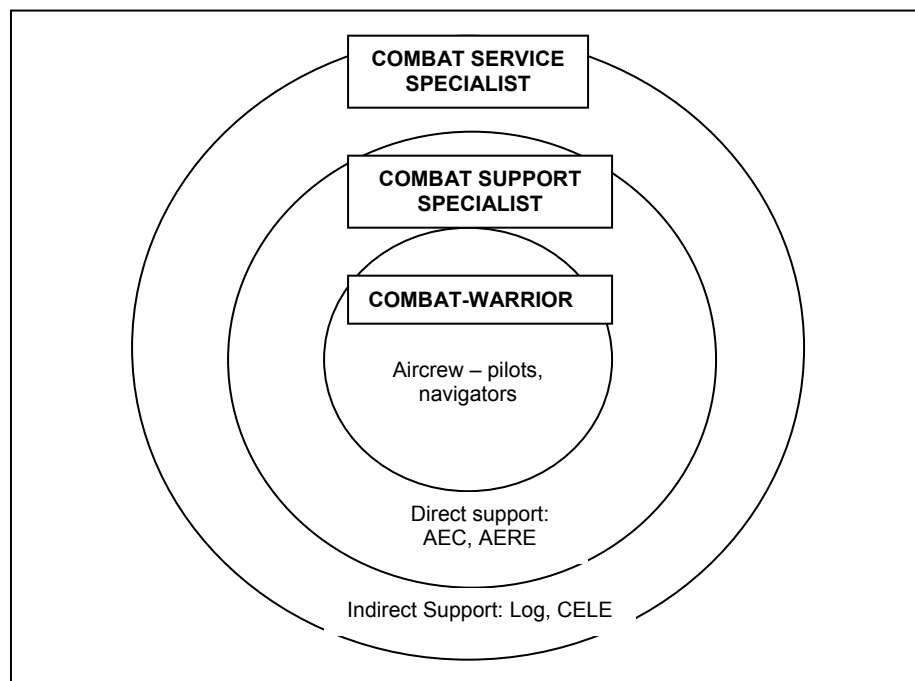 COMBAT SERVICE
SPECIALIST
COMBAT SUPPORT
SPECIALIST
COMBAT-WARRIOR
Aircrew – pilots,
navigators
Direct support:
AEC, AERE
Indirect Support: Log, CELE